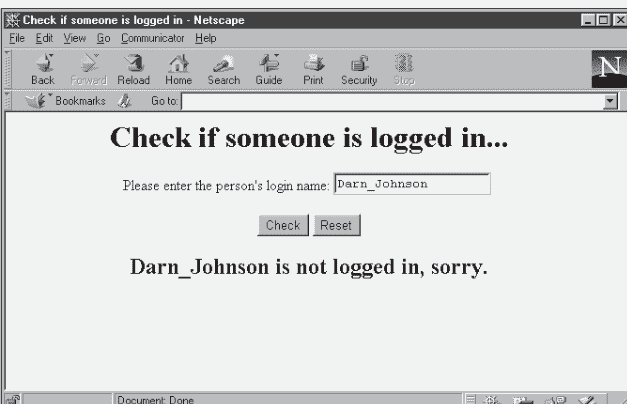 Check if someone is logged in - Netscape
File Edit View Go Communicator Help
Back Forward Reload Home Search Guide Print Security Stop
N
Bookmarks Go to:
Check if someone is logged in...
Please enter the person's login name: Darn_Johnson
Check Reset
Darn_Johnson is not logged in, sorry.
Document: Done